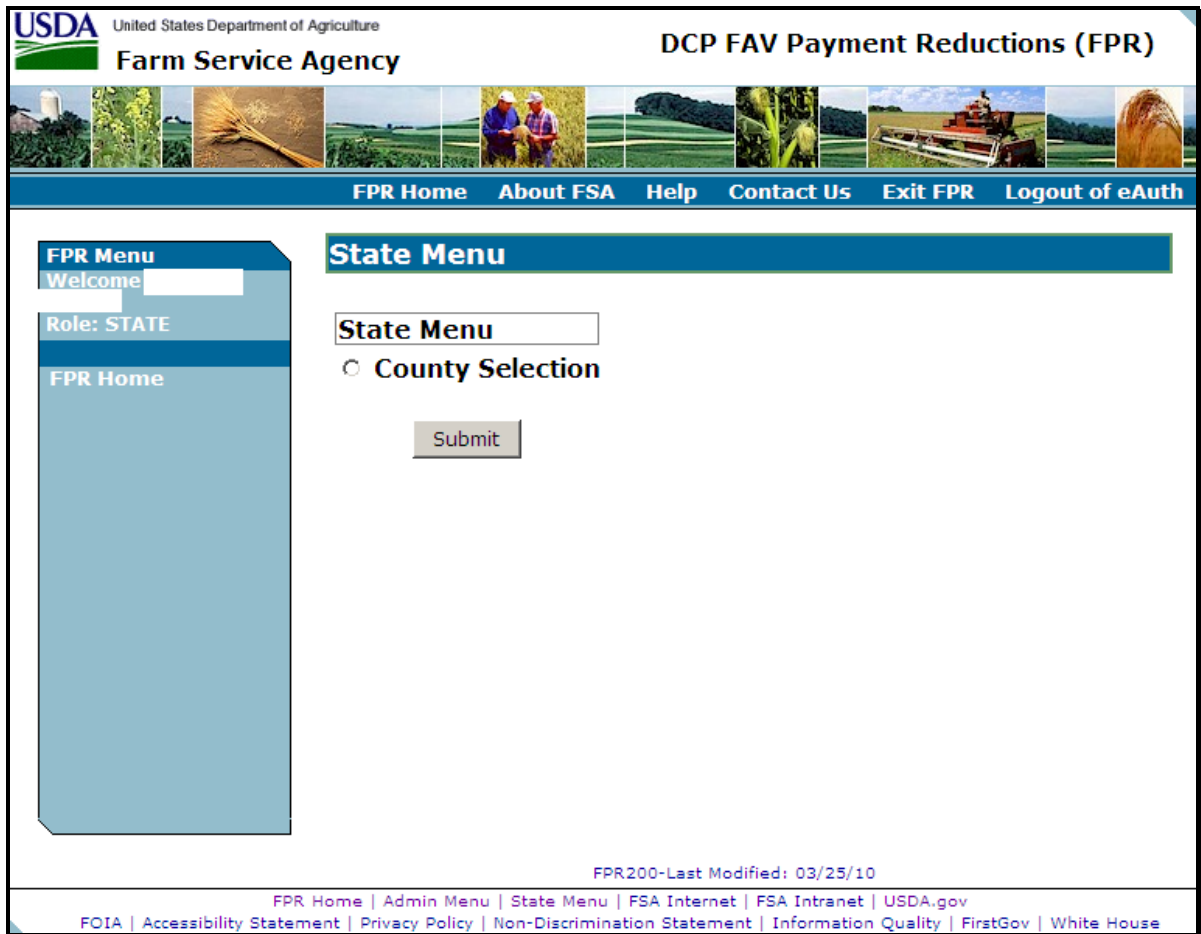 USDA United States Department of Agriculture
Farm Service Agency
DCP FAV Payment Reductions (FPR)
FPR Home About FSA Help Contact Us Exit FPR Logout of eAuth
FPR Menu
Welcome
Role: STATE
FPR Home
State Menu
State Menu
County Selection
Submit
FPR200-Last Modified: 03/25/10
FPR Home | Admin Menu | State Menu | FSA Internet | FSA Intranet | USDA.gov
FOIA | Accessibility Statement | Privacy Policy | Non-Discrimination Statement | Information Quality | FirstGov | White House